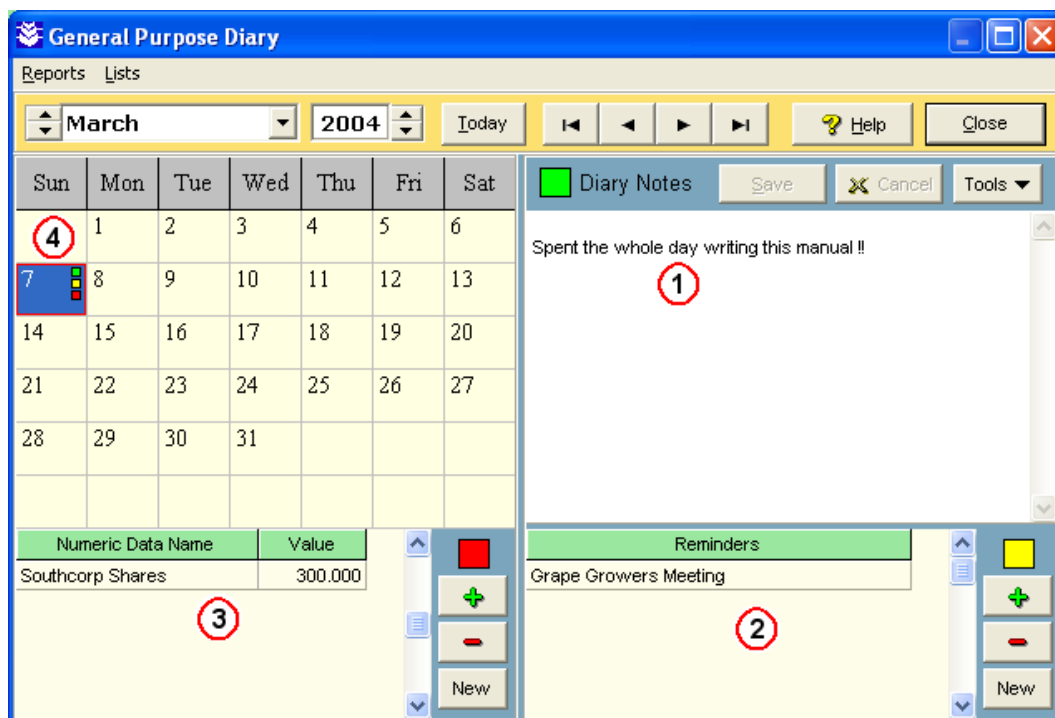 General Purpose Diary
Reports Lists
March 2004 Today Help Close
Sun Mon Tue Wed Thu Fri Sat
Diary Notes Save Cancel Tools
4 1 2 3 4 5 6
Spent the whole day writing this manual !!
1
7 8 9 10 11 12 13
14 15 16 17 18 19 20
21 22 23 24 25 26 27
28 29 30 31
Numeric Data Name Value
Southcorp Shares 300.000
3
New
Reminders
Grape Growers Meeting
2
New